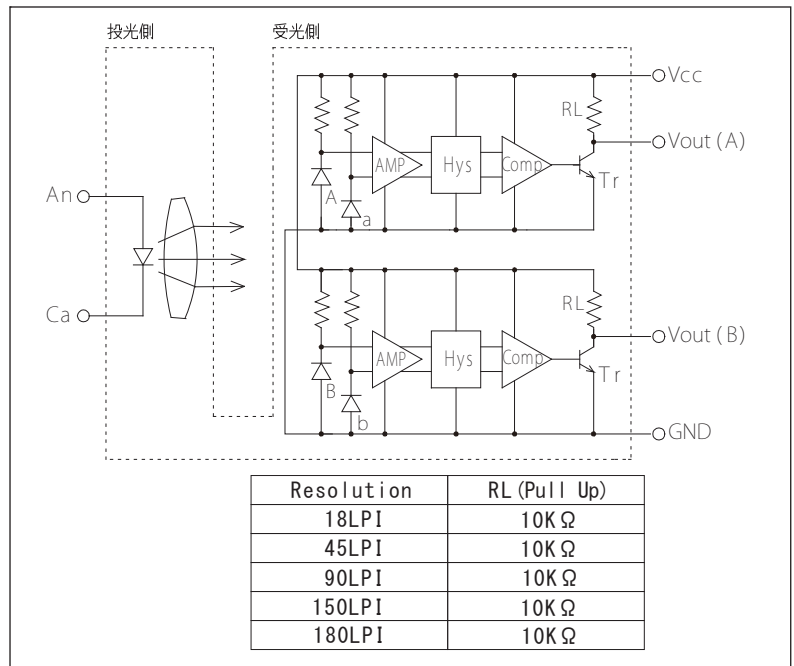 投光側
受光側
Vcc
RL
Vout(A)
AMP
Hys
Comp
Tr
A
a
An
Ca
RL
Vout(B)
AMP
Hys
Comp
Tr
B
b
GND
Resolution RL(Pull Up)
18LPI 10KΩ
45LPI 10KΩ
90LPI 10KΩ
150LPI 10KΩ
180LPI 10KΩ